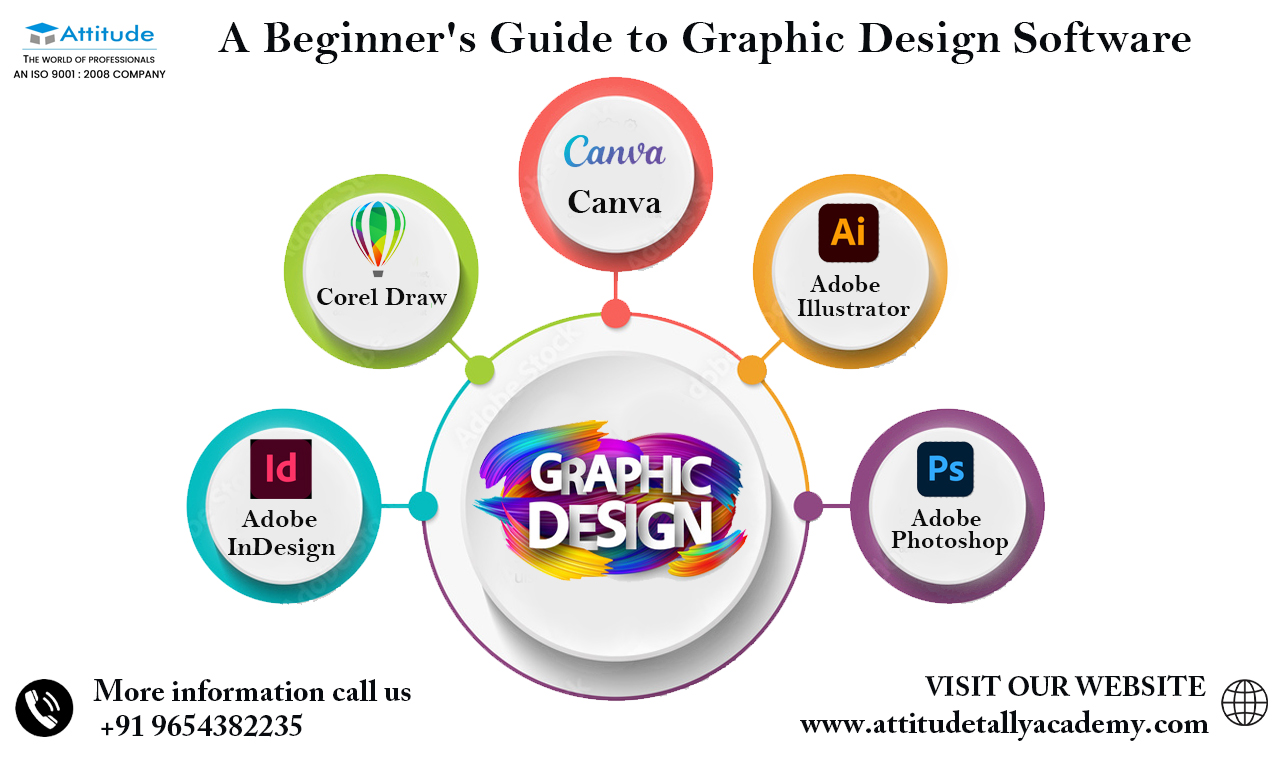 Attitude
THE WORLD OF PROFESSIONALS
AN ISO 9001 : 2008 COMPANY
A Beginner's Guide to Graphic Design Software
Canva
Canva
Corel Draw
Ai
Adobe
Illustrator
Id
Adobe
InDesign
GRAPHIC
DESIGN
Ps
Adobe
Photoshop
More information call us
+91 9654382235
VISIT OUR WEBSITE
www.attitudetallyacademy.com
Adobe Stock